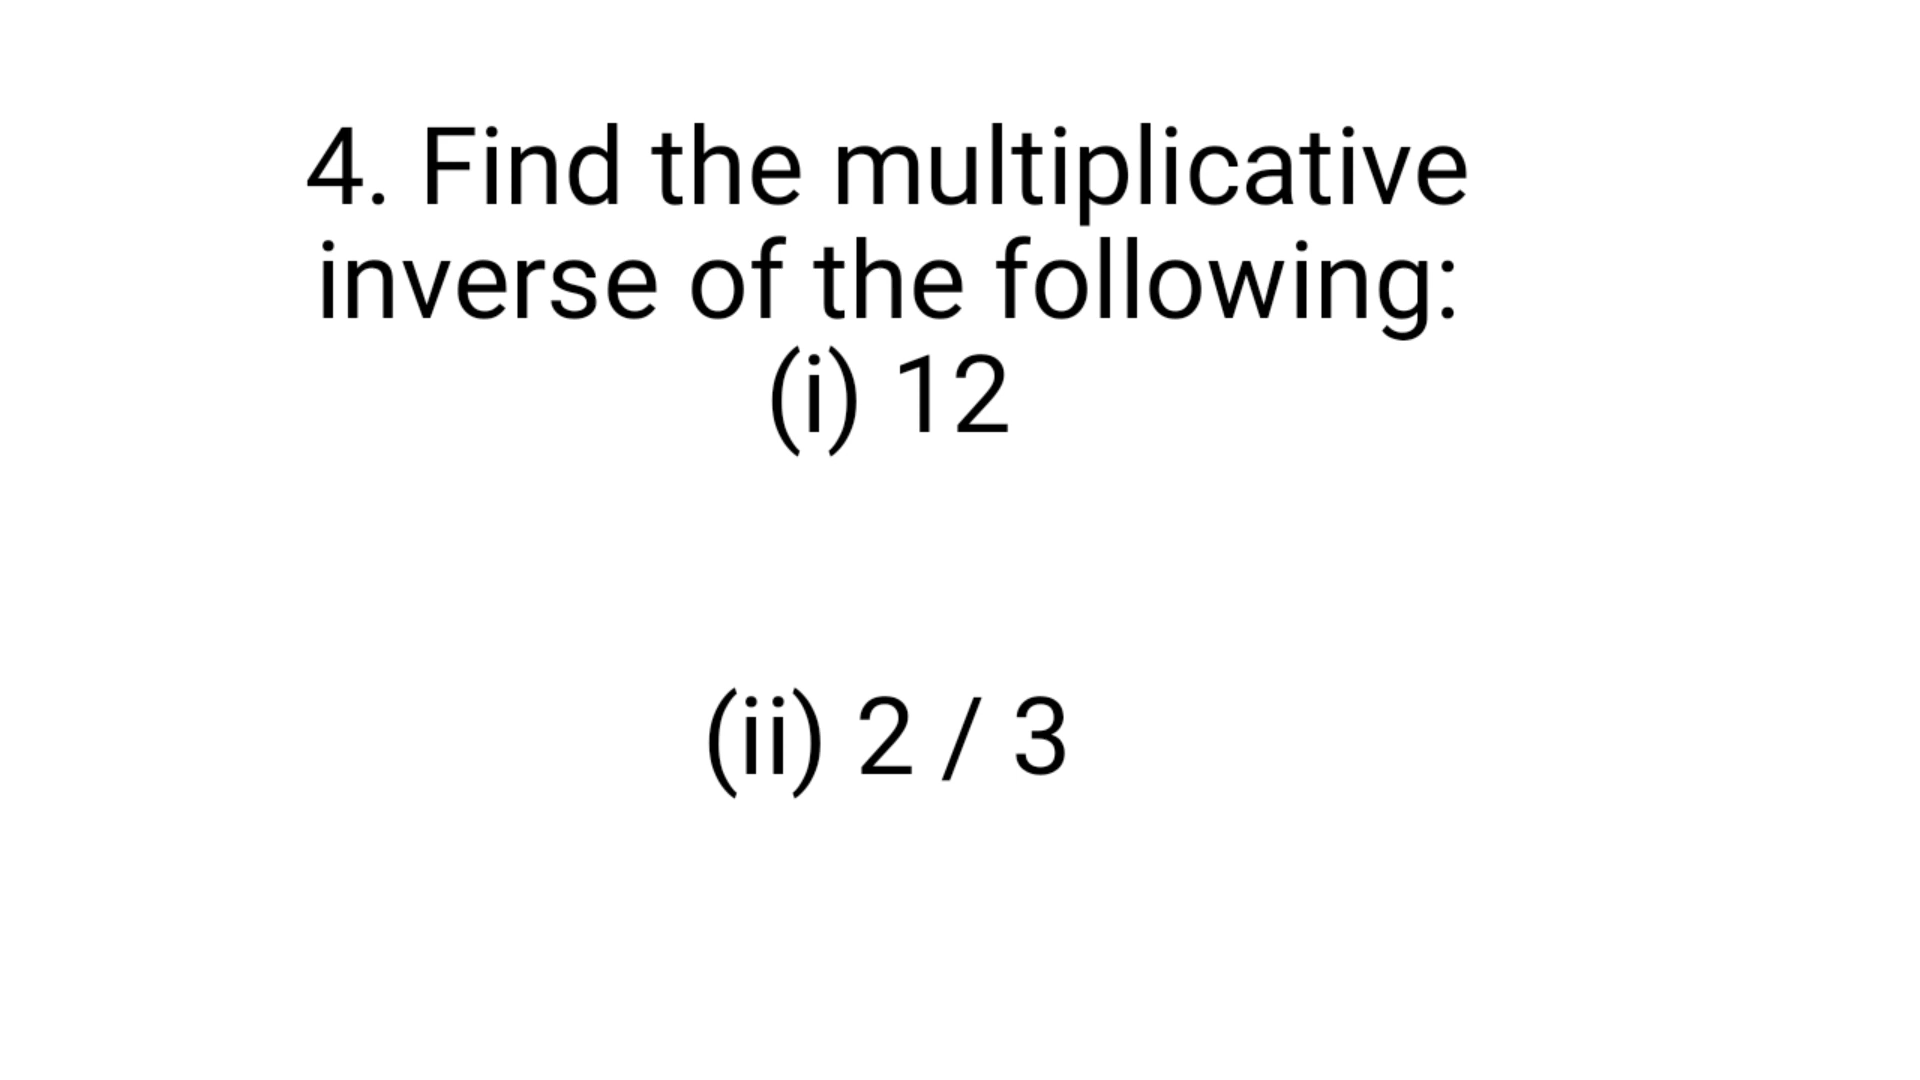 4. Find the multiplicative
inverse of the following:
(i) 12
(ii) 2 / 3